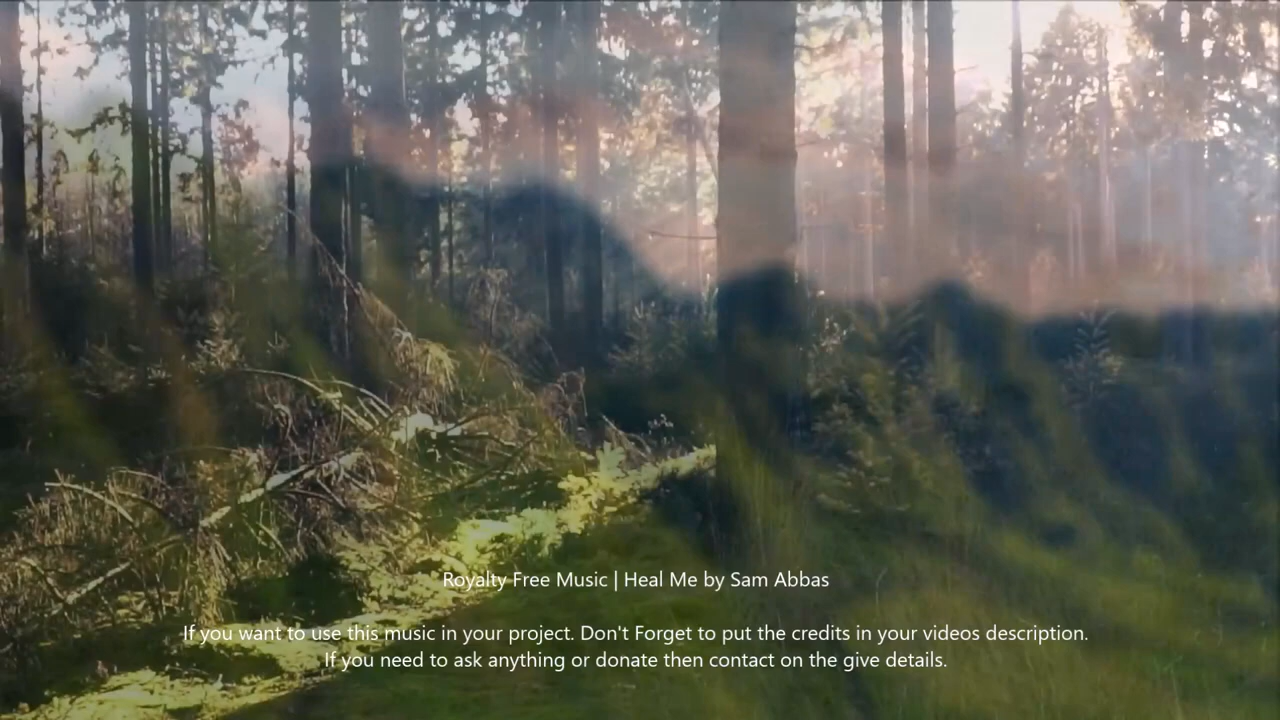 Royalty Free Music | Heal Me by Sam Abbas
If you want to use this music in your project. Don't Forget to put the credits in your videos description.
If you need to ask anything or donate then contact on the give details.